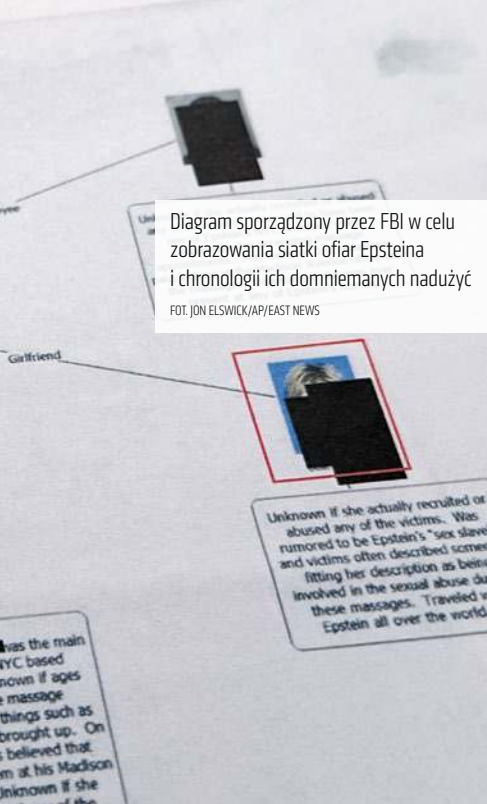 Diagram sporządzony przez FBI w celu
zobrazowania siatki ofiar Epsteina
i chronologii ich domniemanych nadużyć
FOT. JON ELSWICK/AP/EAST NEWS
Girlfriend
Unknown if she actually recruited or
abused any of the victims. Was
rumored to be Epstein's "sex slave
and victims often described
fitting her description as being
involved in the sexual abuse
these massages. Traveled
Epstein all over the world.
was the main
NYC based
if ages
massage
things such as
brought up. On
believed that
at his Madison
Unknown if she